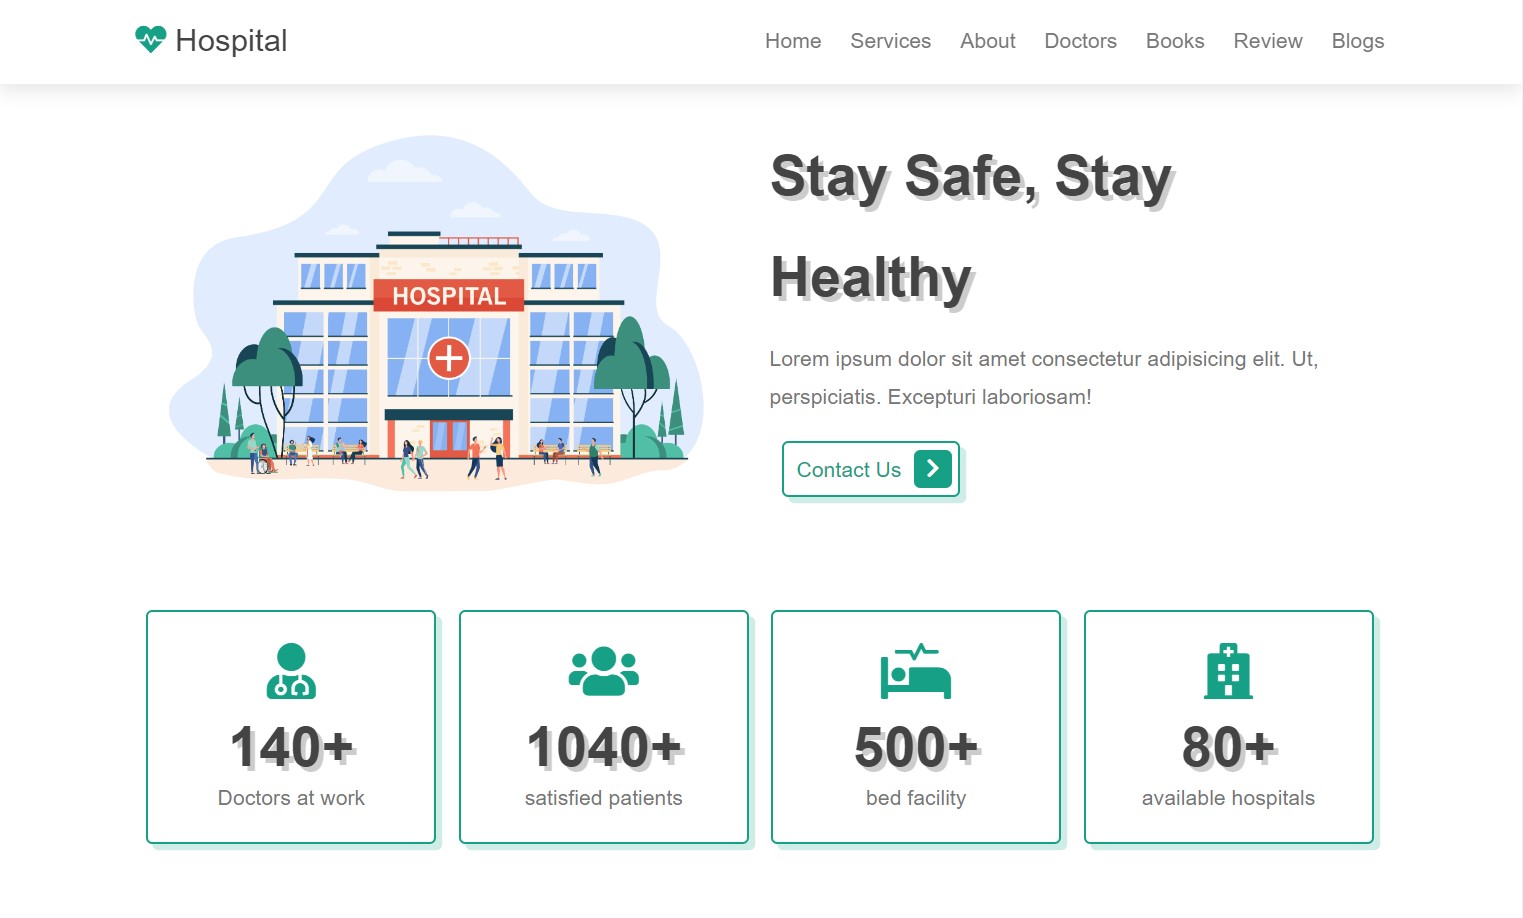 Hospital
Home Services About Doctors Books Review Blogs
HOSPITAL
Stay Safe, Stay
Healthy
Lorem ipsum dolor sit amet consectetur adipisicing elit. Ut,
perspiciatis. Excepturi laboriosam!
Contact Us
140+
Doctors at work
1040+
satisfied patients
500+
bed facility
80+
available hospitals